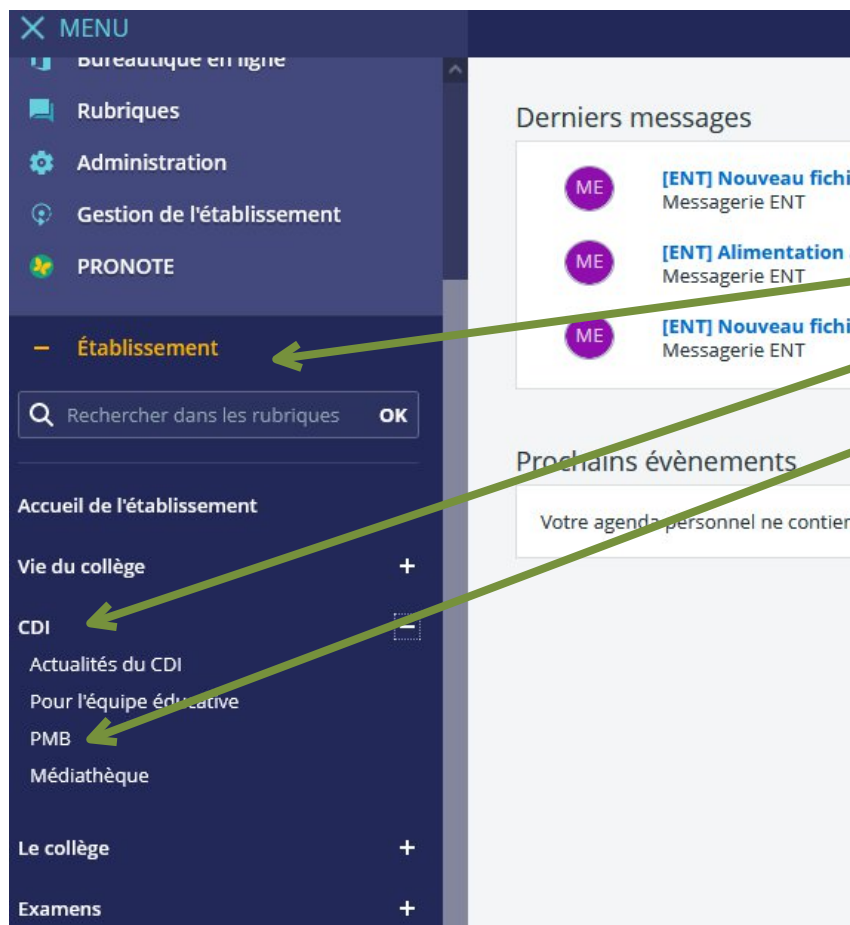 MENU
Bureautique en ligne
Rubriques
Administration
Gestion de l'établissement
PRONOTE
Établissement
Rechercher dans les rubriques OK
Accueil de l'établissement
Vie du collège +
CDI −
Actualités du CDI
Pour l'équipe éducative
PMB
Médiathèque
Le collège +
Examens +
Derniers messages
ME [ENT] Nouveau fichi
Messagerie ENT
ME [ENT] Alimentation
Messagerie ENT
ME [ENT] Nouveau fichi
Messagerie ENT
Prochains évènements
Votre agenda personnel ne contien